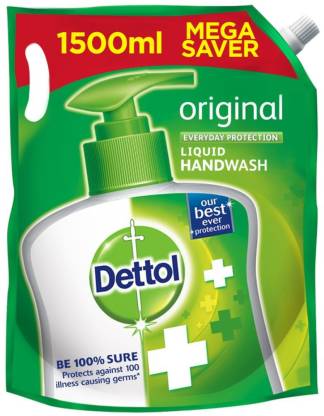 1500ml
MEGA
SAVER
original
EVERYDAY PROTECTION
LIQUID
HANDWASH
our
best
ever
protection
Dettol
BE 100% SURE
Protects against 100
illness causing germs*